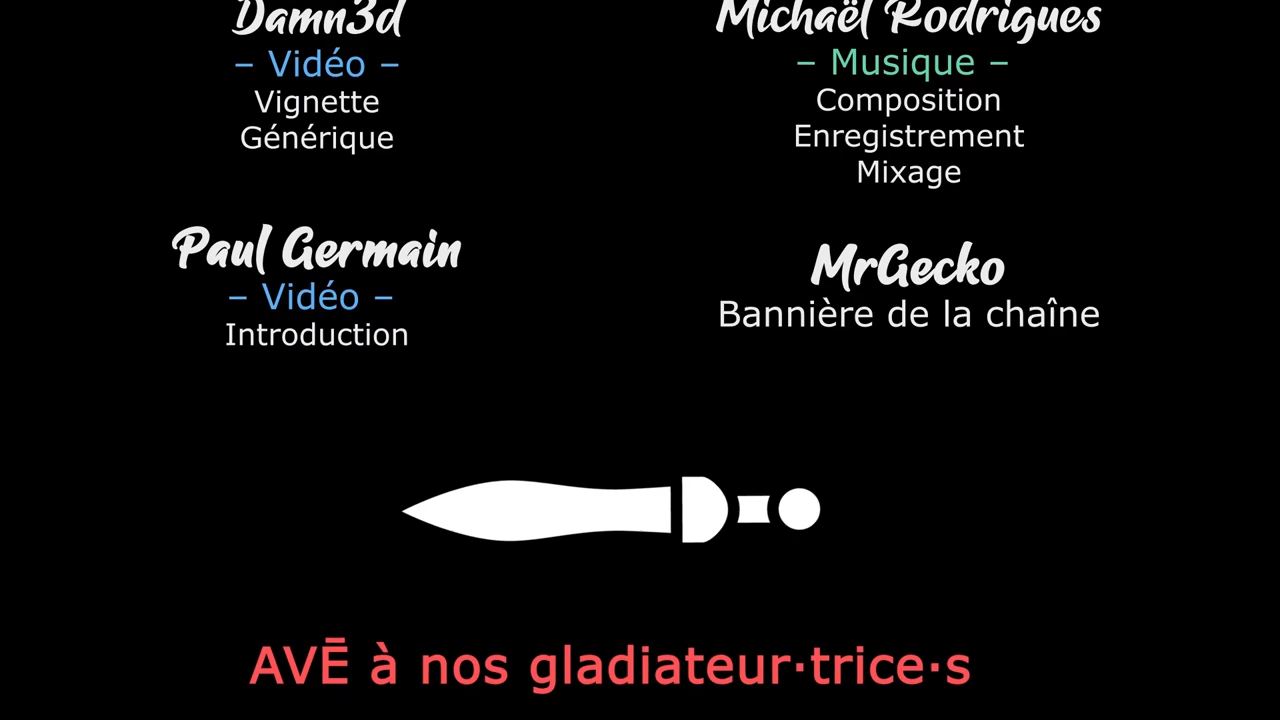 Damn3d
– Vidéo –
Vignette
Générique
Michaël Rodrigues
– Musique –
Composition
Enregistrement
Mixage
Paul Germain
– Vidéo –
Introduction
MrGecko
Bannière de la chaîne
AVĒ à nos gladiateur·trice·s